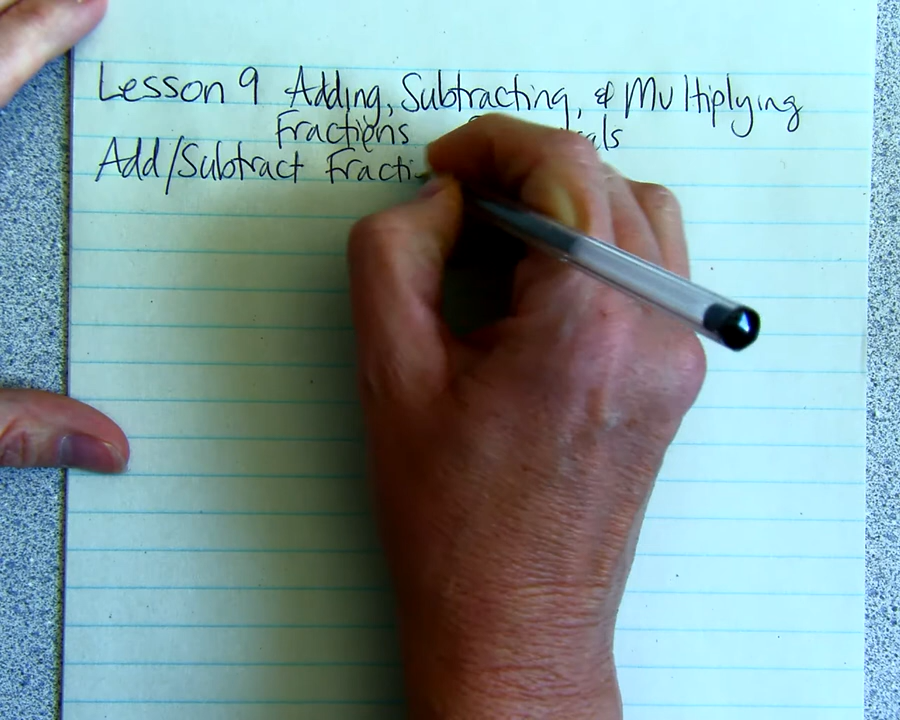 Lesson 9 Adding, Subtracting, & Multiplying
Fractions
Add/Subtract Fracti